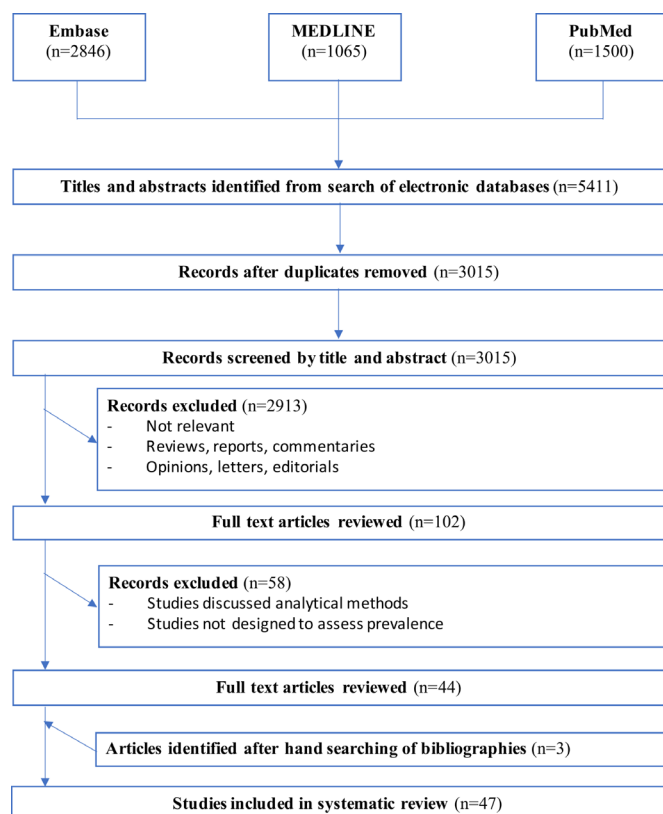 Embase
(n=2846)
MEDLINE
(n=1065)
PubMed
(n=1500)
Titles and abstracts identified from search of electronic databases (n=5411)
Records after duplicates removed (n=3015)
Records screened by title and abstract (n=3015)
Records excluded (n=2913)
- Not relevant
- Reviews, reports, commentaries
- Opinions, letters, editorials
Full text articles reviewed (n=102)
Records excluded (n=58)
- Studies discussed analytical methods
- Studies not designed to assess prevalence
Full text articles reviewed (n=44)
Articles identified after hand searching of bibliographies (n=3)
Studies included in systematic review (n=47)